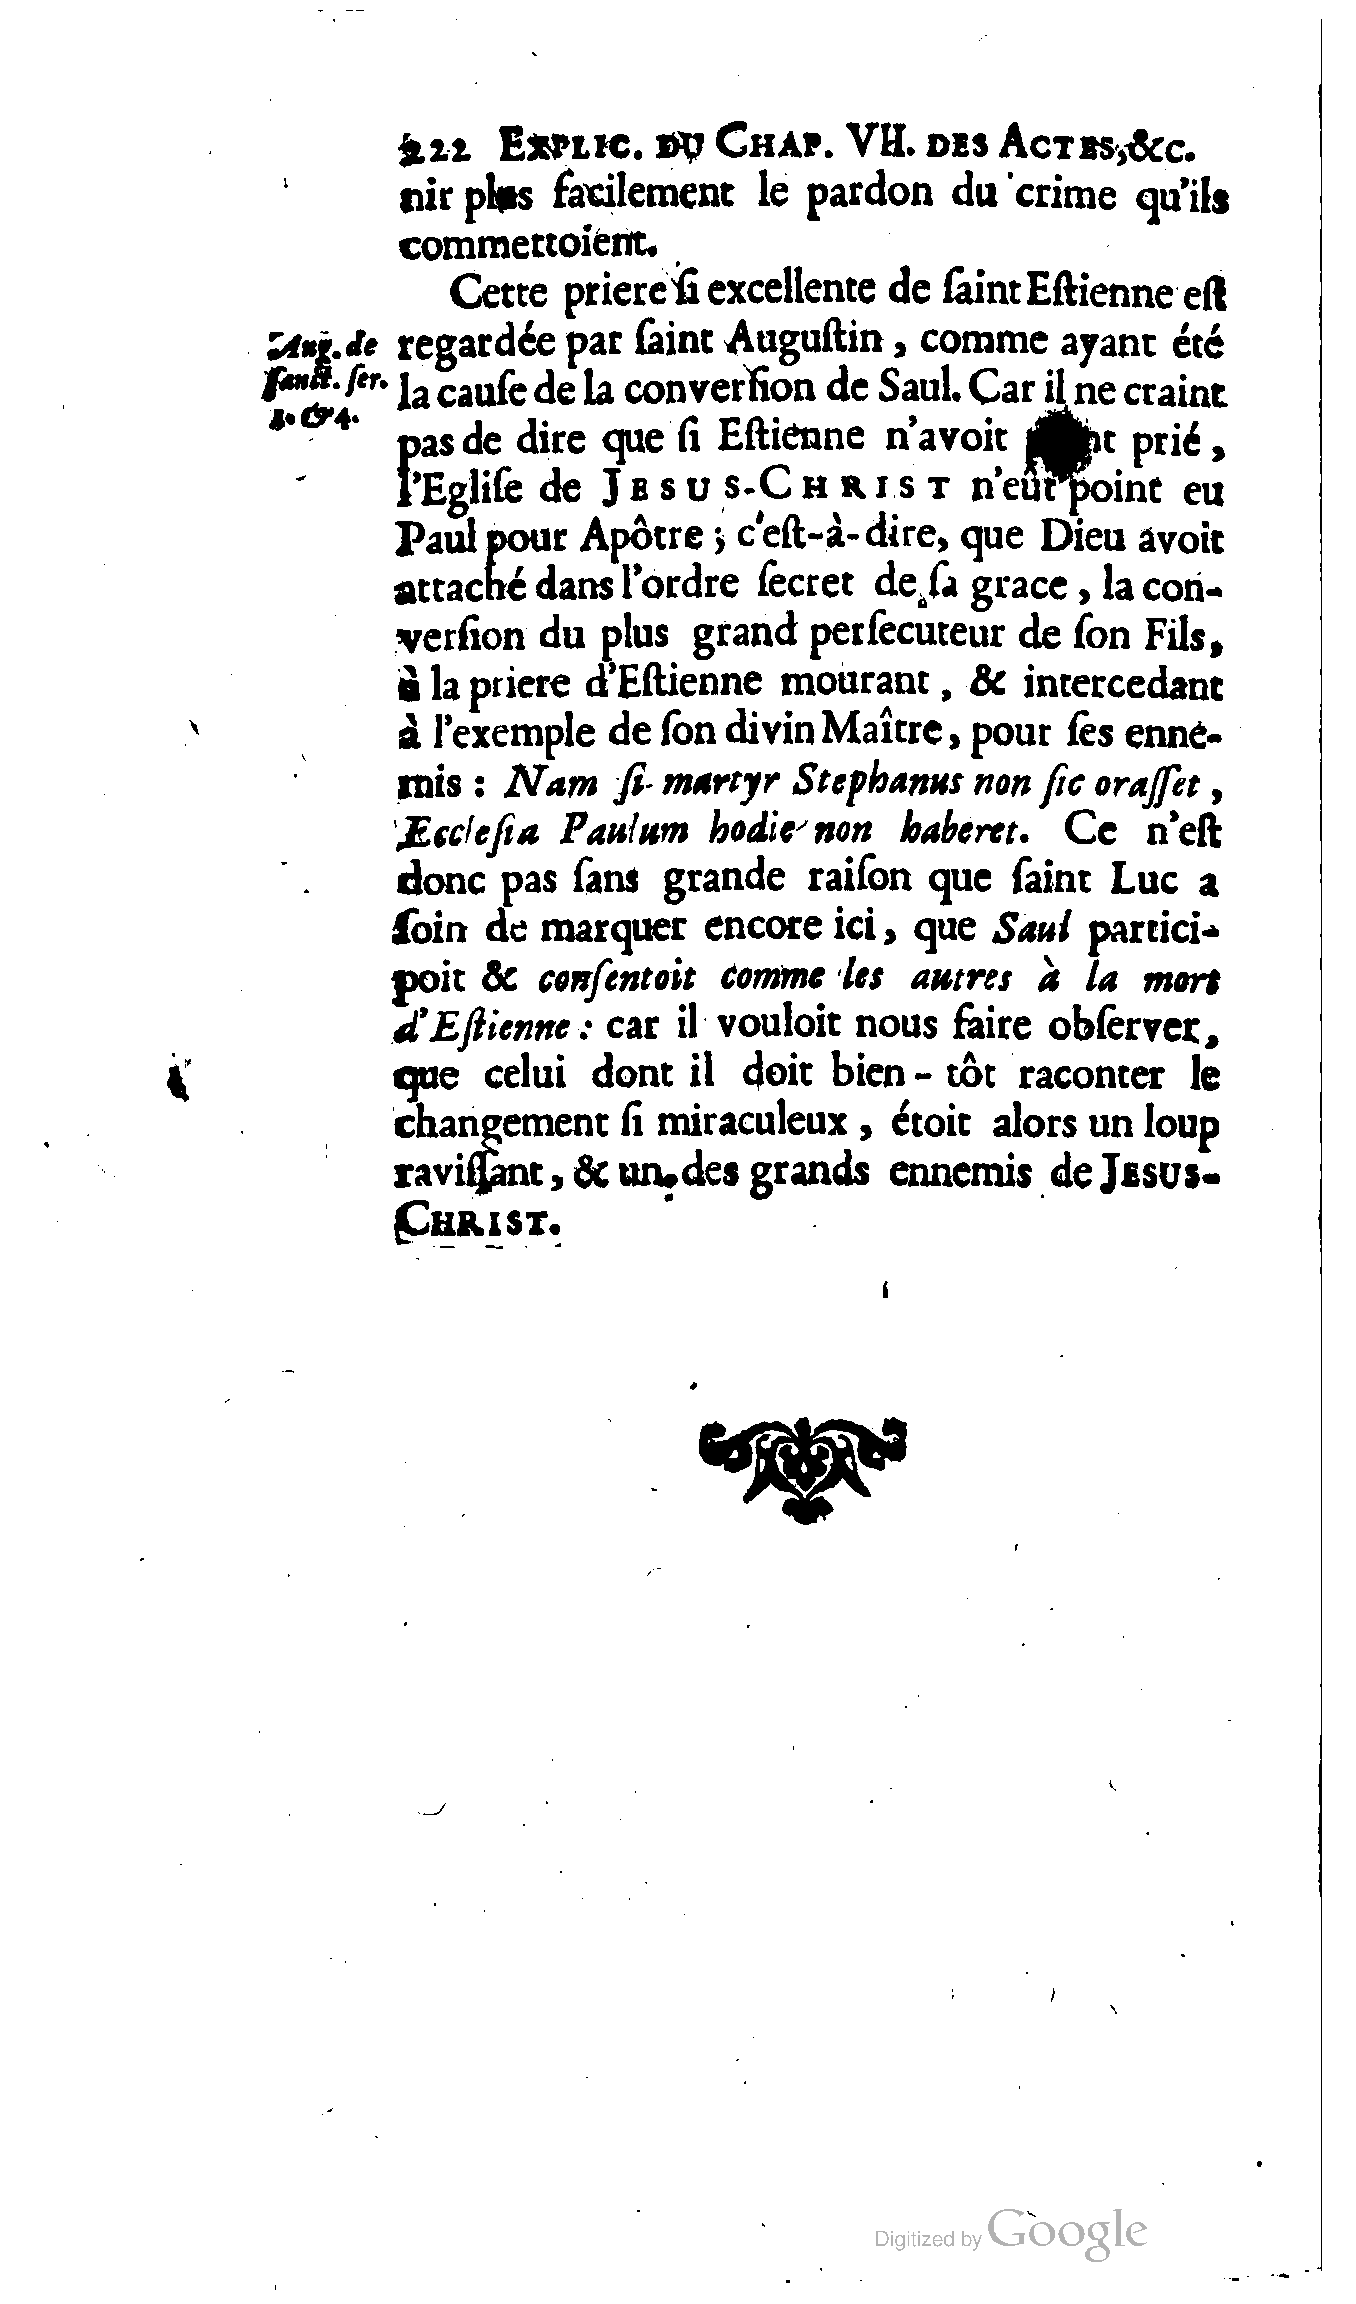 222 EXPLIC. DU CHAP. VII. DES ACTES, &c.
nir plus facilement le pardon du crime qu'ils
commettoient.
Cette priere ſi excellente de ſaint Eſtienne eſt
Aug. de
ſanct. ſer.
1. & 4.
regardée par ſaint Auguſtin, comme ayant été
la cauſe de la converſion de Saul. Car il ne craint
pas de dire que ſi Eſtienne n'avoit prié,
l'Egliſe de JESUS-CHRIST n'eût point eu
Paul pour Apôtre ; c'eſt-à-dire, que Dieu avoit
attaché dans l'ordre ſecret de ſa grace, la con-
verſion du plus grand perſecuteur de ſon Fils,
à la priere d'Eſtienne mourant, & intercedant
à l'exemple de ſon divin Maître, pour ſes enne-
mis : Nam ſi martyr Stephanus non ſic oraſſet,
Eccleſia Paulum hodie non haberet. Ce n'eſt
donc pas ſans grande raiſon que ſaint Luc a
ſoin de marquer encore ici, que Saul partici-
poit & conſentoit comme les autres à la mort
d'Eſtienne : car il vouloit nous faire obſerver,
que celui dont il doit bien-tôt raconter le
changement ſi miraculeux, étoit alors un loup
raviſſant, & un des grands ennemis de JESUS-
CHRIST.
Digitized by Google